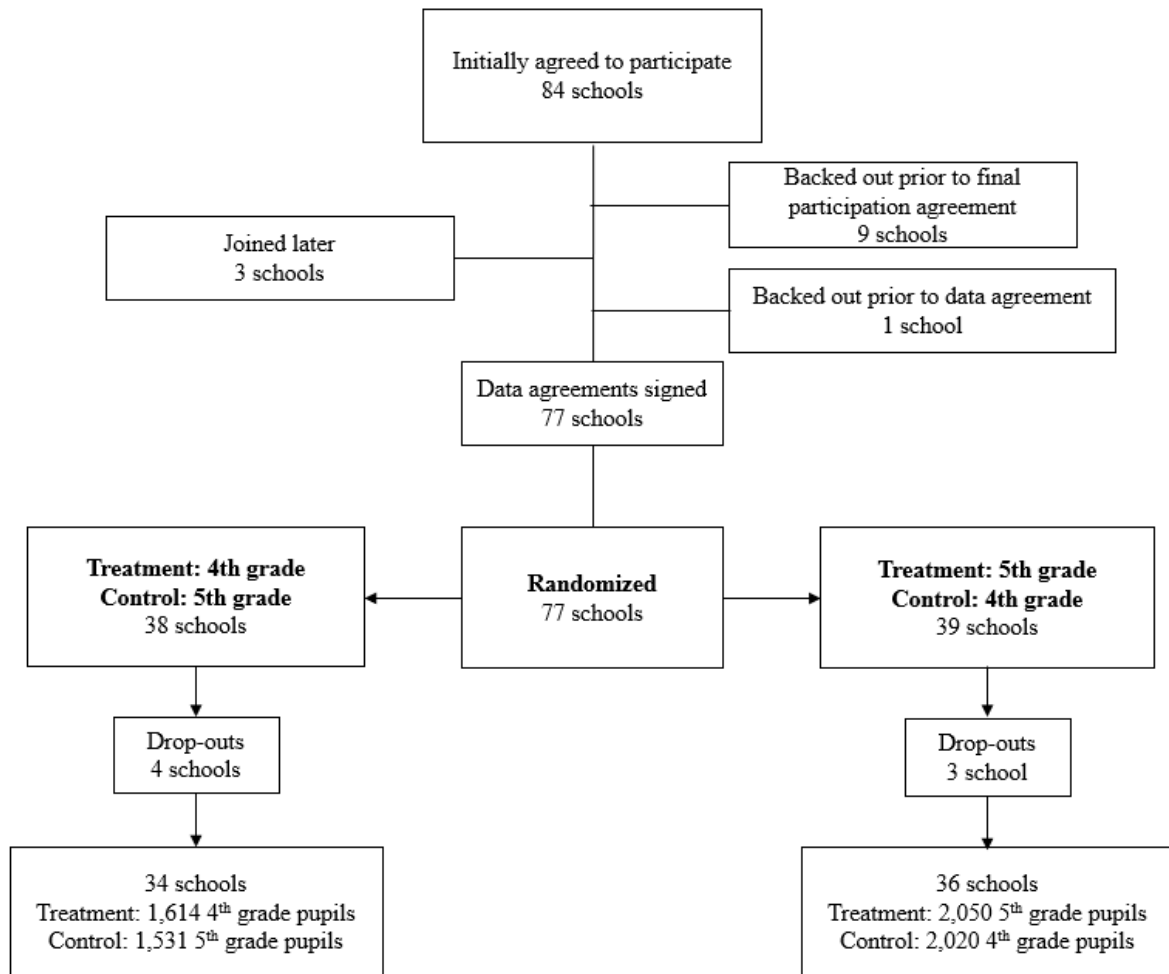 Initially agreed to participate
84 schools
Backed out prior to final
participation agreement
9 schools
Joined later
3 schools
Backed out prior to data agreement
1 school
Data agreements signed
77 schools
Treatment: 4th grade
Control: 5th grade
38 schools
Randomized
77 schools
Treatment: 5th grade
Control: 4th grade
39 schools
Drop-outs
4 schools
Drop-outs
3 school
34 schools
Treatment: 1,614 4th grade pupils
Control: 1,531 5th grade pupils
36 schools
Treatment: 2,050 5th grade pupils
Control: 2,020 4th grade pupils